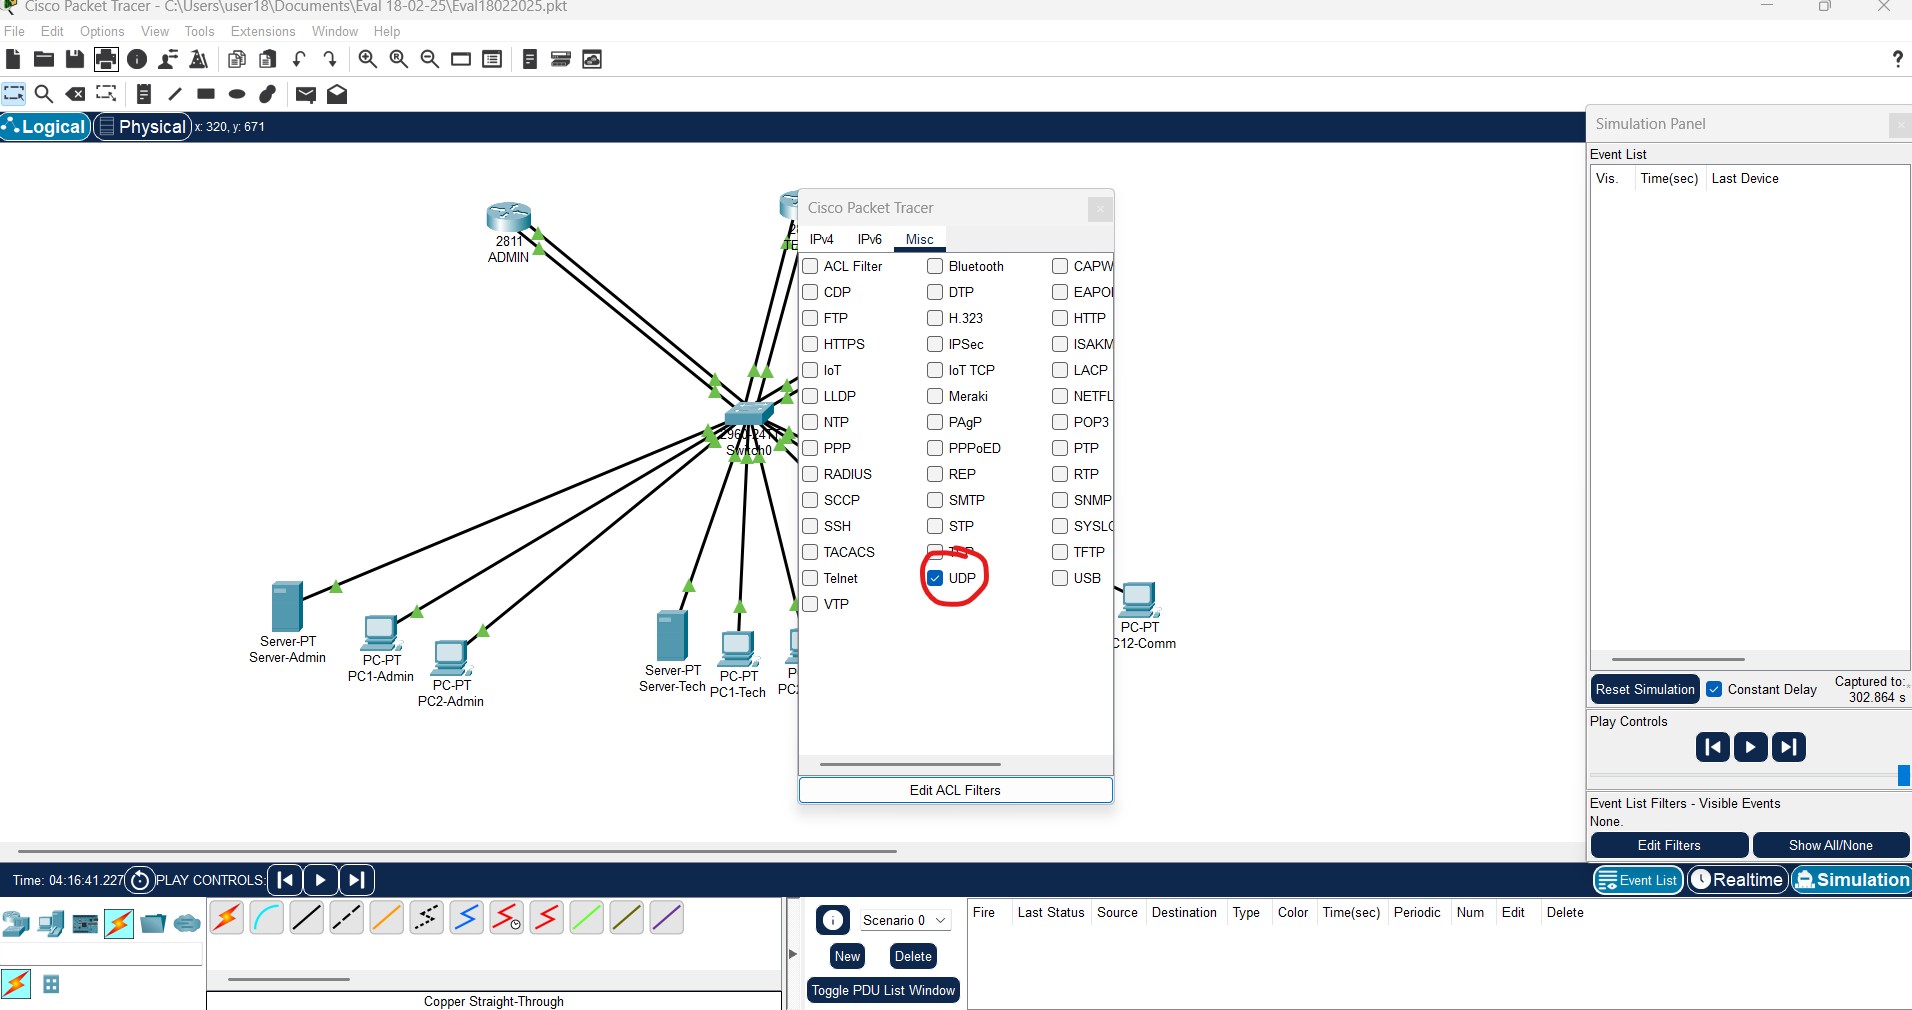 Cisco Packet Tracer - C:\Users\user18\Documents\Eval 18-02-25\Eval18022025.pkt
File Edit Options View Tools Extensions Window Help
?
Logical Physical x: 320, y: 671
2811
ADMIN
2960-24TT
Switch0
Server-PT
Server-Admin
PC-PT
PC1-Admin
PC-PT
PC2-Admin
Server-PT
Server-Tech
PC-PT
PC1-Tech
PC-PT
C12-Comm
Cisco Packet Tracer
IPv4 IPv6 Misc
ACL Filter Bluetooth CAPW
CDP DTP EAPO
FTP H.323 HTTP
HTTPS IPSec ISAKM
IoT IoT TCP LACP
LLDP Meraki NETFL
NTP PAgP POP3
PPP PPPoED PTP
RADIUS REP RTP
SCCP SMTP SNMP
SSH STP SYSLO
TACACS TCP TFTP
Telnet UDP USB
VTP
Edit ACL Filters
Simulation Panel
Event List
Vis. Time(sec) Last Device
Reset Simulation Constant Delay Captured to:
302.864 s
Play Controls
Event List Filters - Visible Events
None.
Edit Filters Show All/None
Time: 04:16:41.227 PLAY CONTROLS:
Event List Realtime Simulation
Scenario 0
New Delete
Toggle PDU List Window
Fire Last Status Source Destination Type Color Time(sec) Periodic Num Edit Delete
Copper Straight-Through